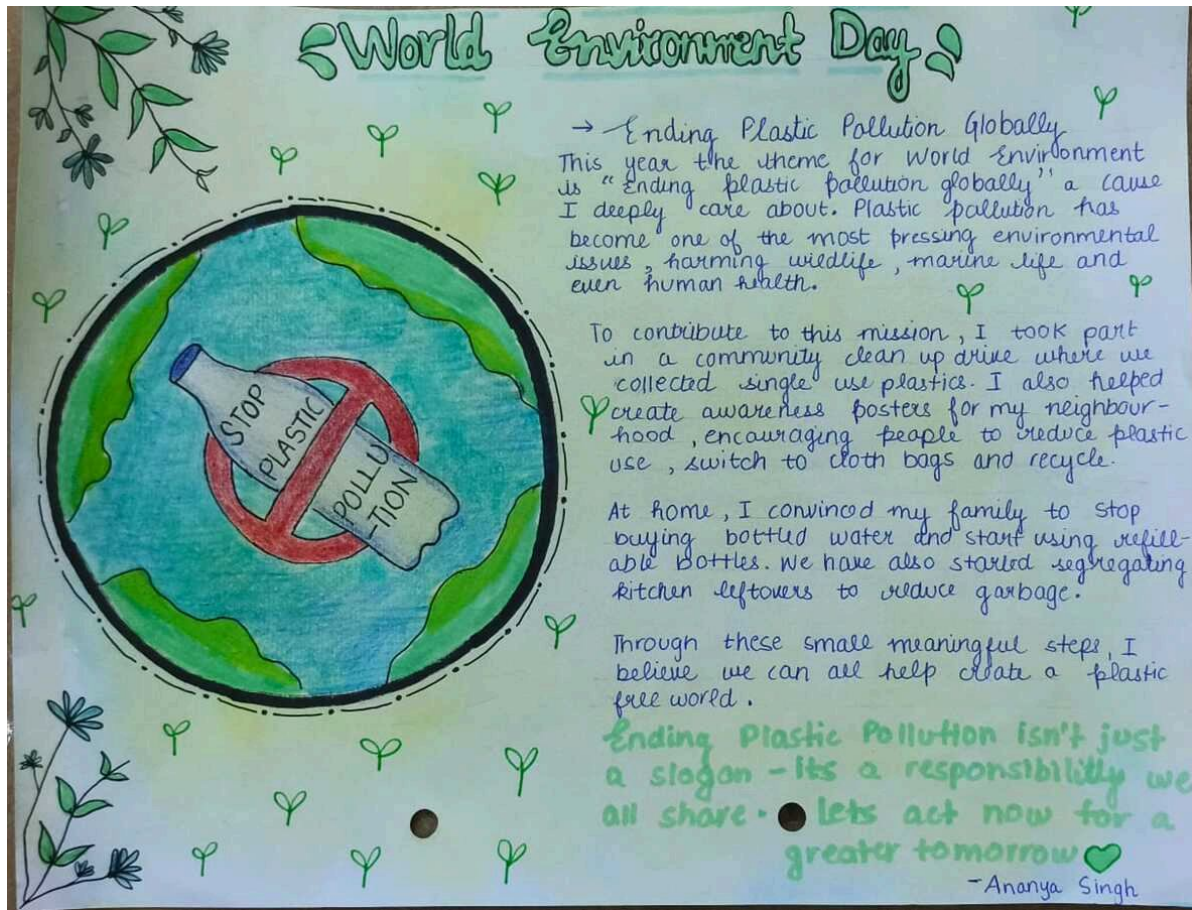 World Environment Day
→ Ending Plastic Pollution Globally
This year the theme for World Environment
is "Ending plastic pollution globally" a cause
I deeply care about. Plastic pollution has
become one of the most pressing environmental
issues, harming wildlife, marine life and
even human health.
To contribute to this mission, I took part
in a community clean up drive where we
collected single use plastics. I also helped
create awareness posters for my neighbour-
hood, encouraging people to reduce plastic
use, switch to cloth bags and recycle.
At home, I convinced my family to stop
buying bottled water and start using refill-
able bottles. We have also started segregating
kitchen leftovers to reduce garbage.
Through these small meaningful steps, I
believe we can all help create a plastic
free world.
Ending Plastic Pollution isn't just
a slogan - its a responsibility we
all share. lets act now for a
greater tomorrow
- Ananya Singh
STOP
PLASTIC
POLLU
-TION